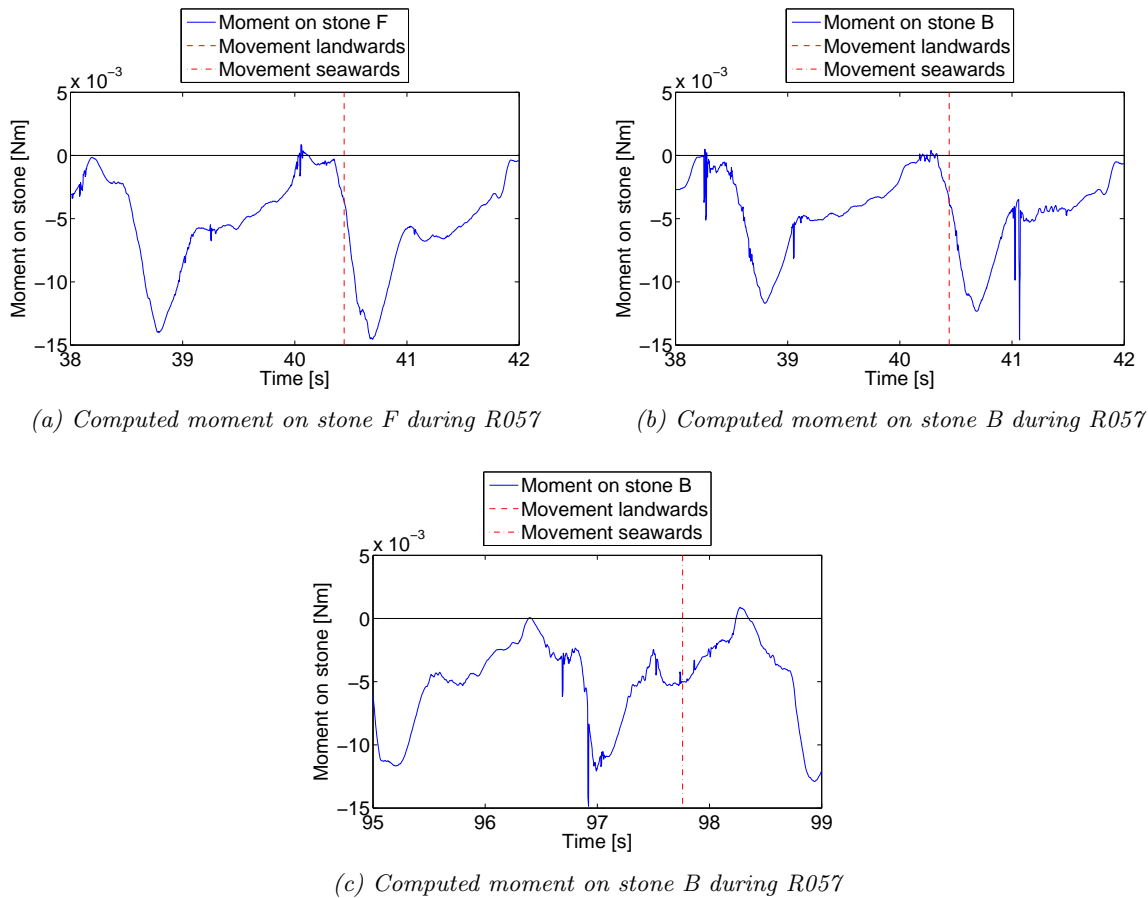 Moment on stone F
Movement landwards
Movement seawards
x 10⁻³
5
0
−5
−10
−15
38 39 40 41 42
Moment on stone [Nm]
Time [s]
(a) Computed moment on stone F during R057
Moment on stone B
Movement landwards
Movement seawards
x 10⁻³
5
0
−5
−10
−15
38 39 40 41 42
Moment on stone [Nm]
Time [s]
(b) Computed moment on stone B during R057
Moment on stone B
Movement landwards
Movement seawards
x 10⁻³
5
0
−5
−10
−15
95 96 97 98 99
Moment on stone [Nm]
Time [s]
(c) Computed moment on stone B during R057